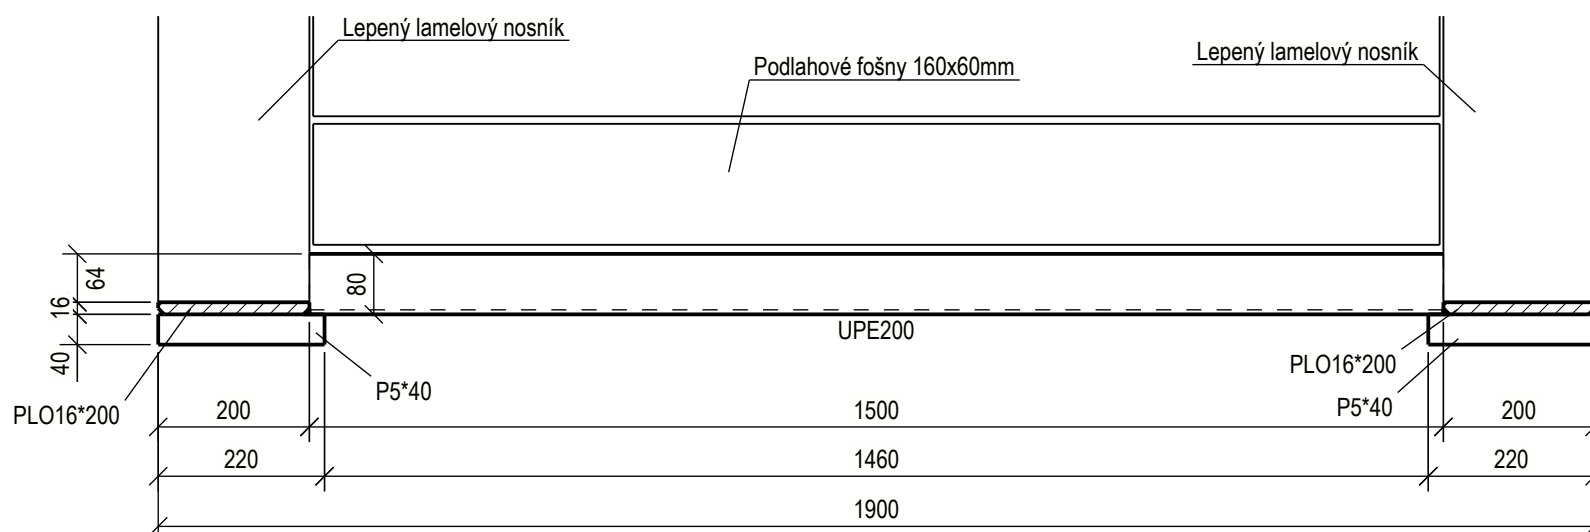 Lepený lamelový nosník
Lepený lamelový nosník
Podlahové fošny 160x60mm
64
16
40
80
UPE200
PLO16*200
P5*40
PLO16*200
P5*40
200
1500
200
220
1460
220
1900